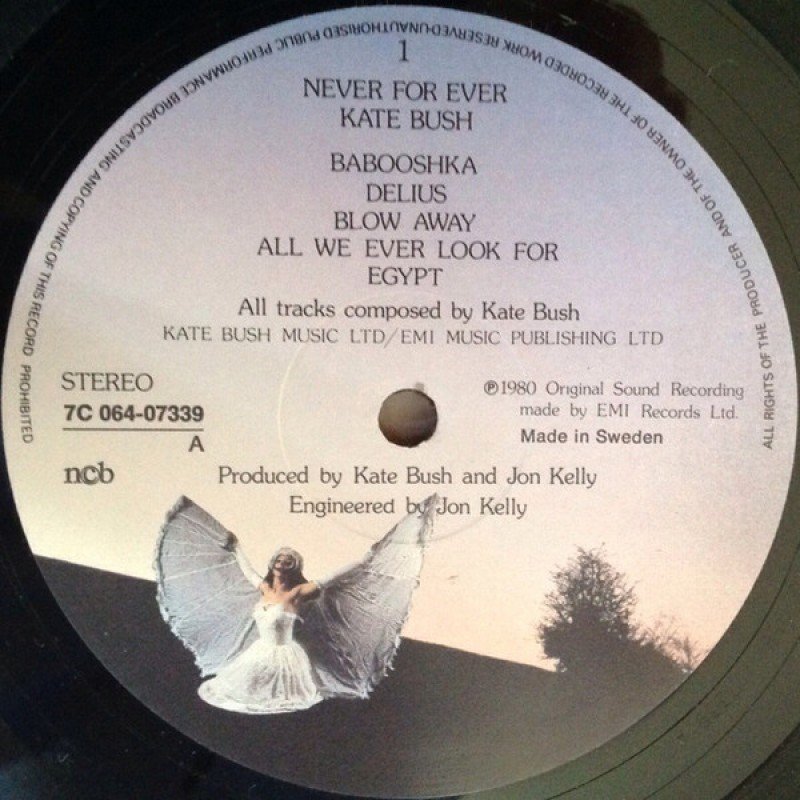 1
NEVER FOR EVER
KATE BUSH
BABOOSHKA
DELIUS
BLOW AWAY
ALL WE EVER LOOK FOR
EGYPT
All tracks composed by Kate Bush
KATE BUSH MUSIC LTD/EMI MUSIC PUBLISHING LTD
STEREO
7C 064-07339
A
ncb
℗1980 Original Sound Recording
made by EMI Records Ltd.
Made in Sweden
Produced by Kate Bush and Jon Kelly
Engineered by Jon Kelly
ALL RIGHTS OF THE PRODUCER AND OF THE OWNER OF THE RECORDED WORK RESERVED·UNAUTHORISED PUBLIC PERFORMANCE BROADCASTING AND COPYING OF THIS RECORD PROHIBITED